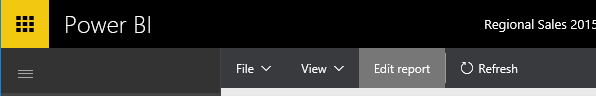 Power BI
Regional Sales 2015
File View Edit report Refresh